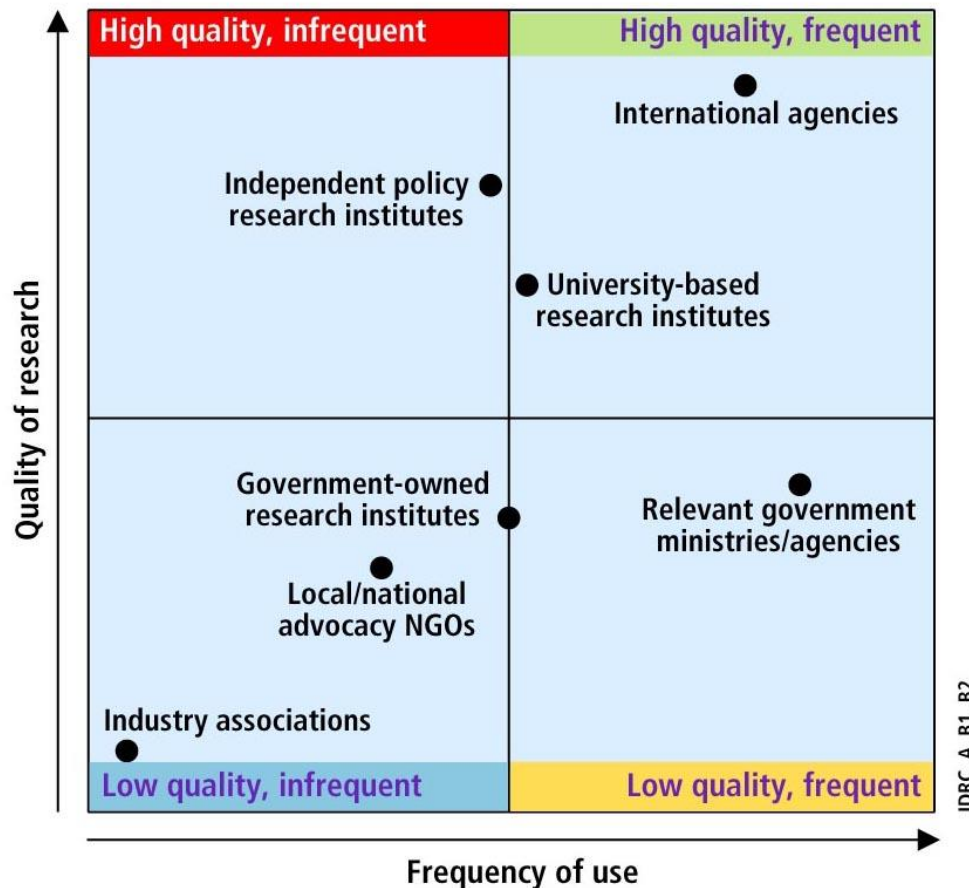 High quality, infrequent
High quality, frequent
International agencies
Independent policy
research institutes
University-based
research institutes
Quality of research
Government-owned
research institutes
Relevant government
ministries/agencies
Local/national
advocacy NGOs
Industry associations
Low quality, infrequent
Low quality, frequent
IDRC_A_B1_B2
Frequency of use